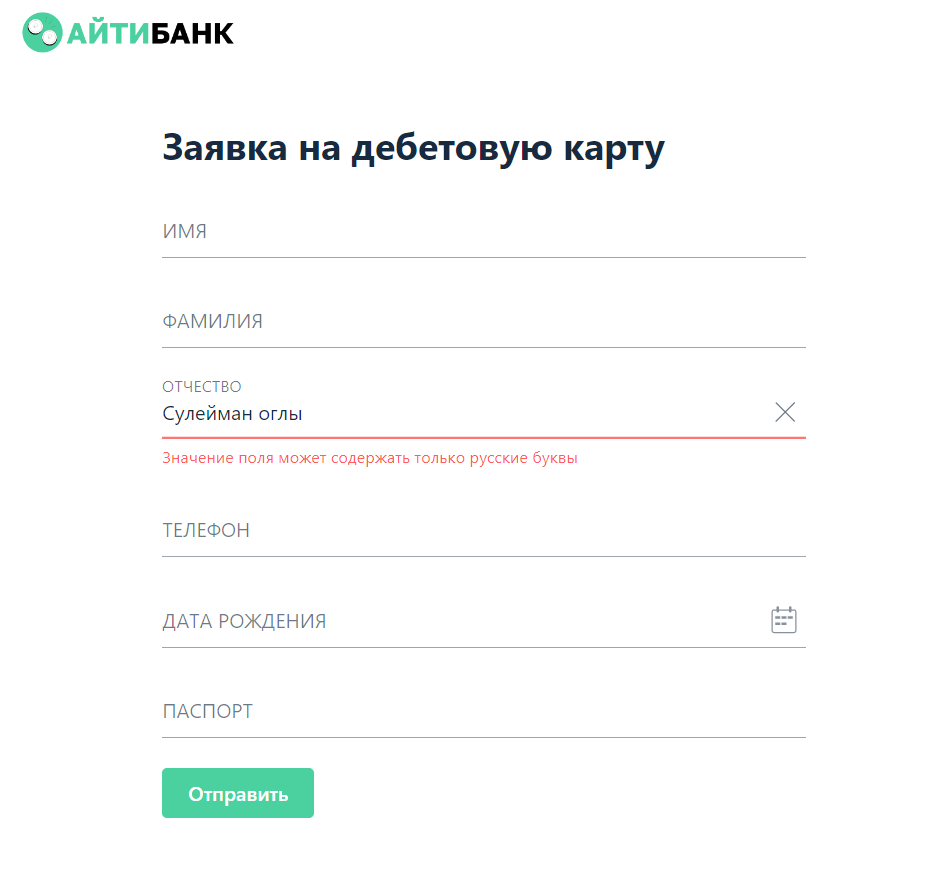 АЙТИБАНК
Заявка на дебетовую карту
ИМЯ
ФАМИЛИЯ
ОТЧЕСТВО
Сулейман оглы
Значение поля может содержать только русские буквы
ТЕЛЕФОН
ДАТА РОЖДЕНИЯ
ПАСПОРТ
Отправить